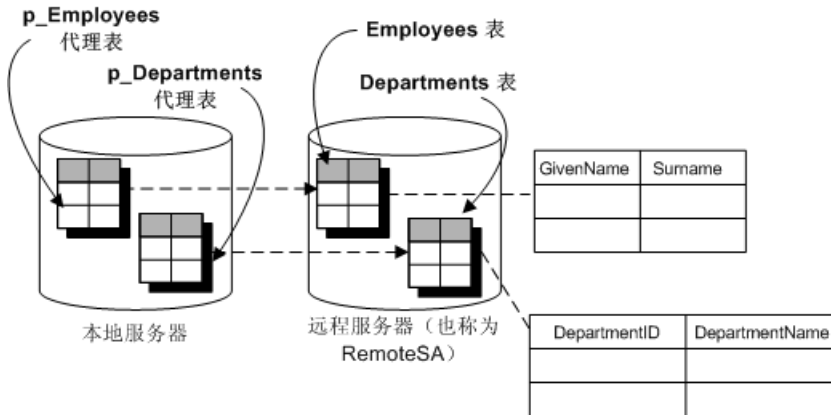 p_Employees
代理表
p_Departments
代理表
Employees 表
Departments 表
GivenName
Surname
本地服务器
远程服务器（也称为
RemoteSA）
DepartmentID
DepartmentName